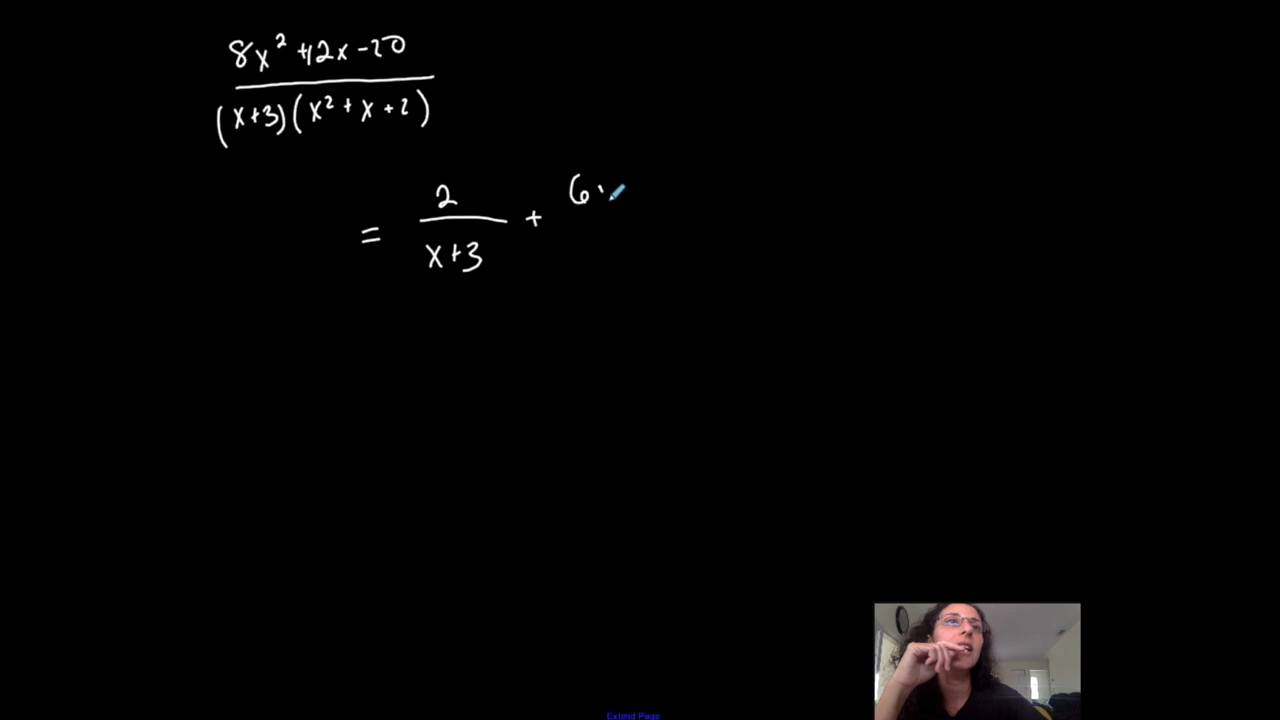 8x² + 12x - 20
(x+3)(x² + x + 2)
2 6
= +
x+3
Extend Page